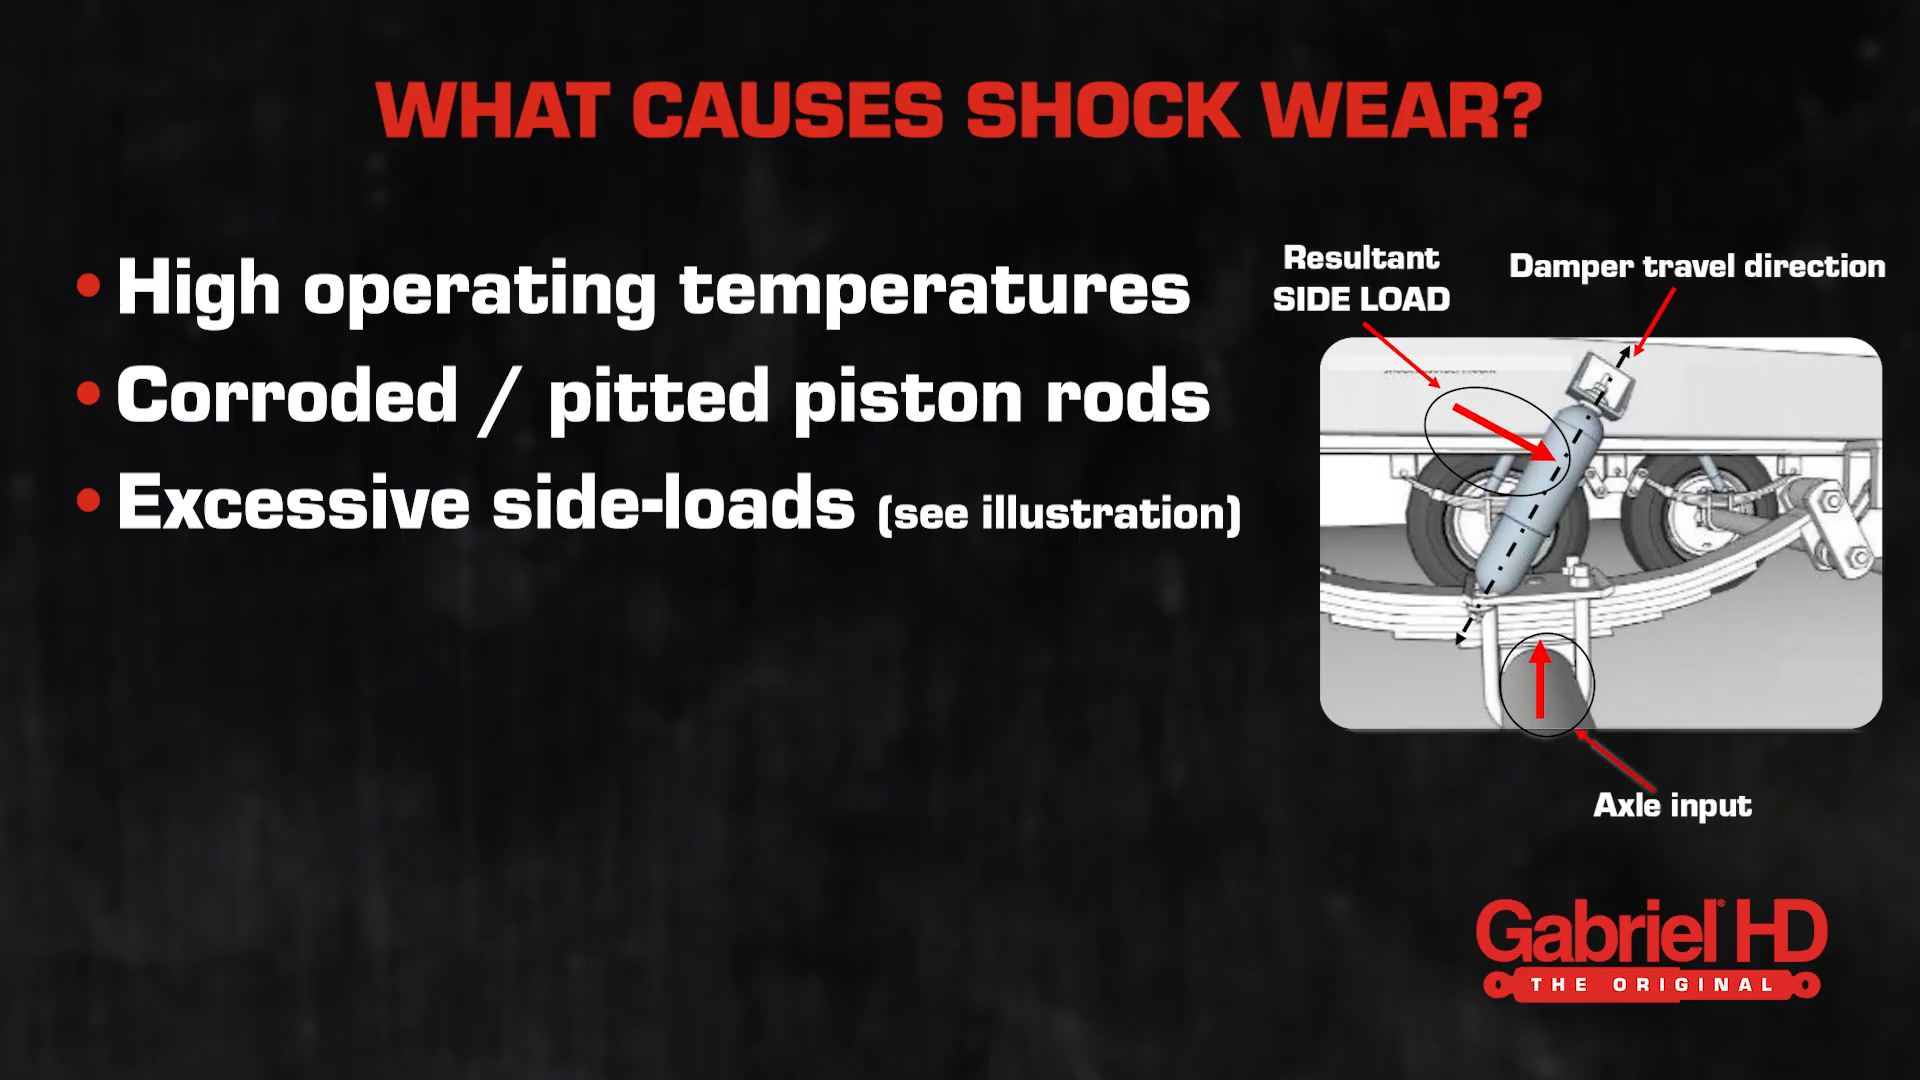 WHAT CAUSES SHOCK WEAR?
• High operating temperatures
• Corroded / pitted piston rods
• Excessive side-loads (see illustration)
Resultant
SIDE LOAD
Damper travel direction
Axle input
Gabriel® HD
THE ORIGINAL